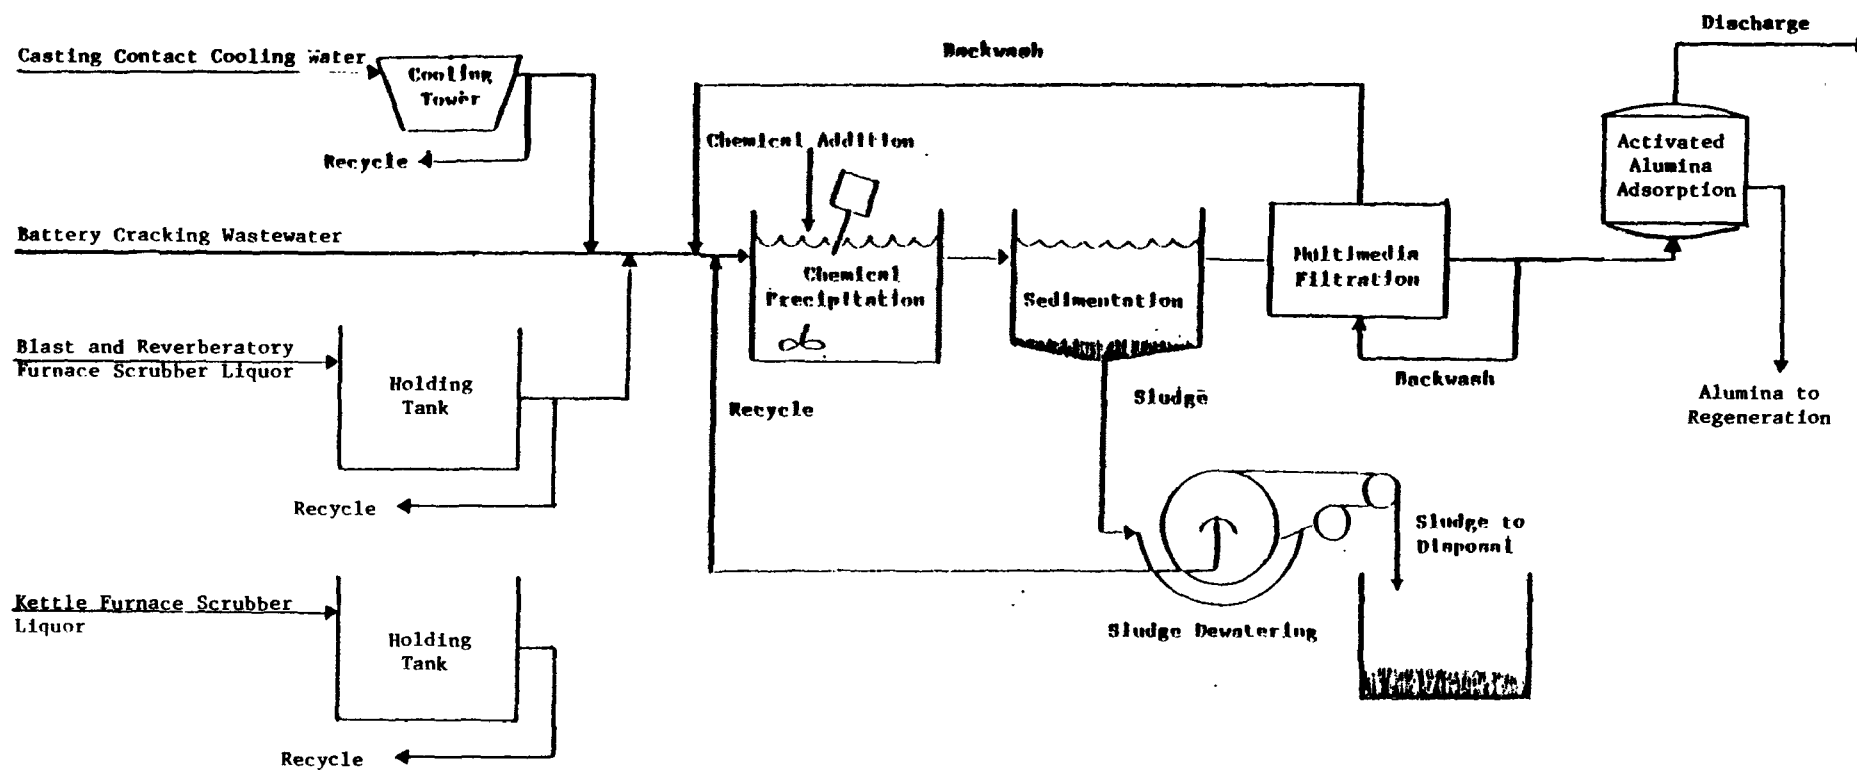 Discharge
Backwash
Casting Contact Cooling Water
Cooling
Tower
Chemical Addition
Activated
Alumina
Adsorption
Recycle
Battery Cracking Wastewater
Multimedia
Filtration
Chemical
Precipitation
Sedimentation
Blast and Reverberatory
Furnace Scrubber Liquor
Holding
Tank
Backwash
Sludge
Recycle
Alumina to
Regeneration
Recycle
Sludge to
Disposal
Kettle Furnace Scrubber
Liquor
Sludge Dewatering
Holding
Tank
Recycle